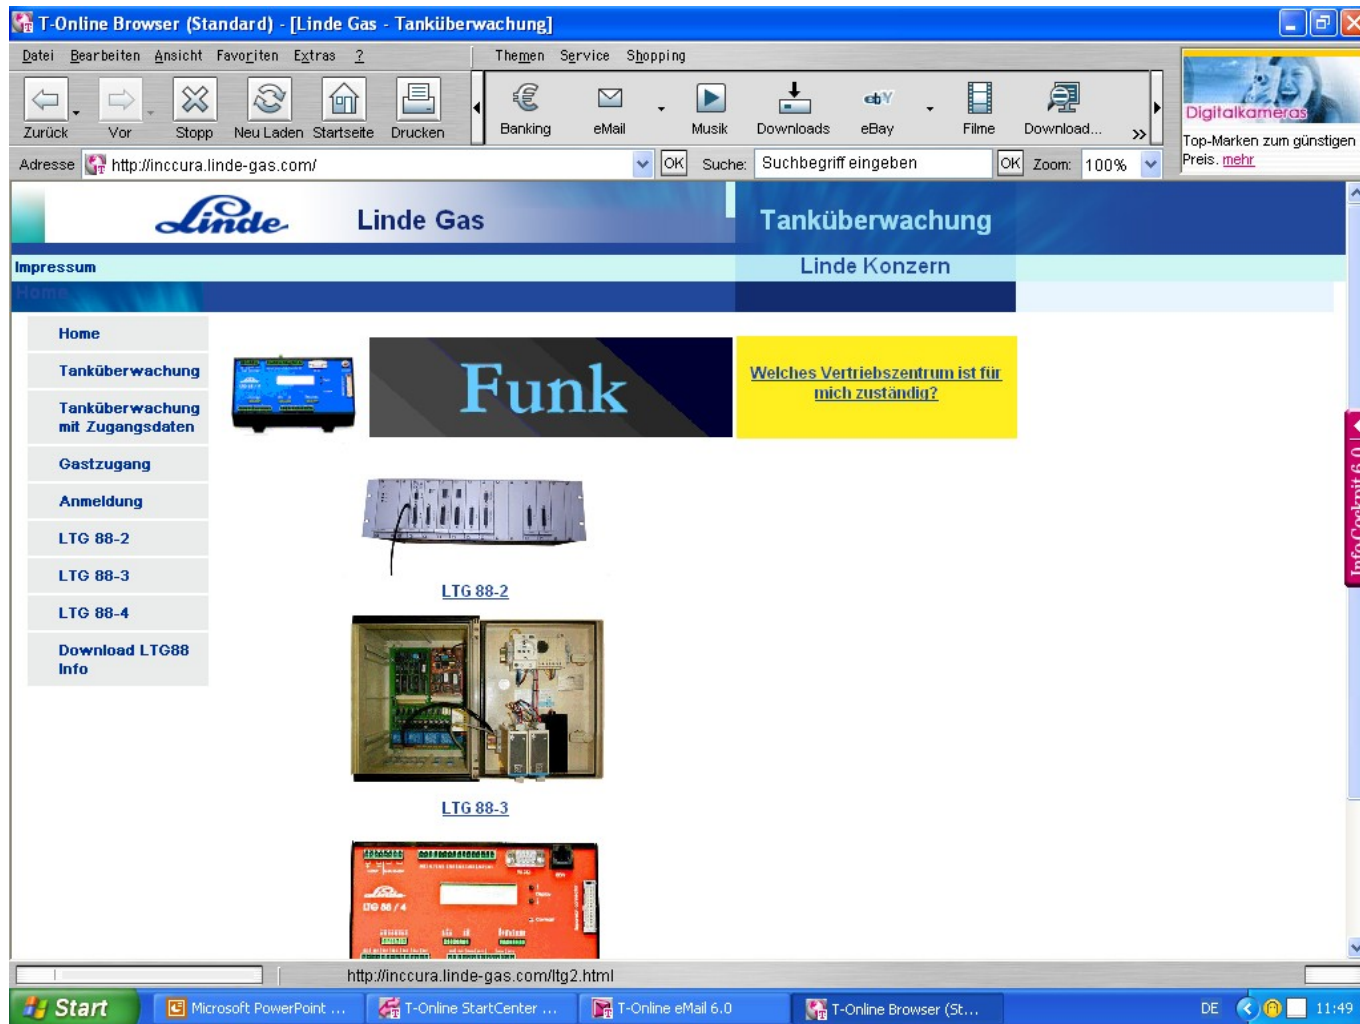 T-Online Browser (Standard) - [Linde Gas - Tanküberwachung]
Datei Bearbeiten Ansicht Favoriten Extras ? Themen Service Shopping
Zurück Vor Stopp Neu Laden Startseite Drucken Banking eMail Musik Downloads eBay Filme Download... »
Digitalkameras
Top-Marken zum günstigen
Preis. mehr
Adresse http://inccura.linde-gas.com/ OK Suche: Suchbegriff eingeben OK Zoom: 100%
Linde Linde Gas Tanküberwachung
Impressum Linde Konzern
Home
Home
Tanküberwachung
Tanküberwachung
mit Zugangsdaten
Gastzugang
Anmeldung
LTG 88-2
LTG 88-3
LTG 88-4
Download LTG88
Info
Funk
Welches Vertriebszentrum ist für
mich zuständig?
LTG 88-2
LTG 88-3
Linde
LTG 88 / 4
InfoCockpit 6.0
http://inccura.linde-gas.com/ltg2.html
Start Microsoft PowerPoint ... T-Online StartCenter ... T-Online eMail 6.0 T-Online Browser (St... DE 11:49